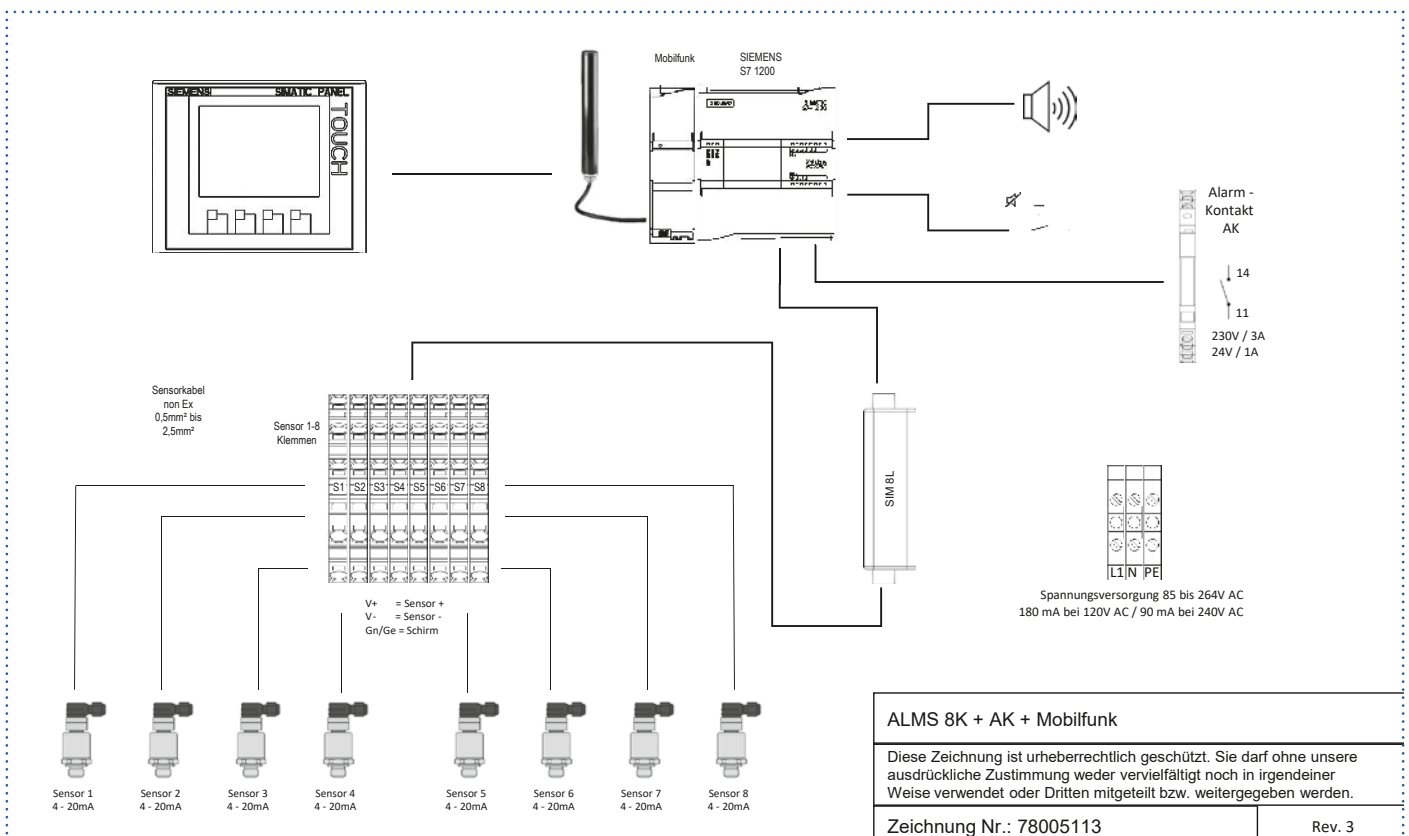 Mobilfunk
SIEMENS
S7 1200
SIEMENS
SIMATIC PANEL
TOUCH
Alarm -
Kontakt
AK
14
11
230V / 3A
24V / 1A
Sensorkabel
non Ex
0,5mm² bis
2,5mm²
Sensor 1-8
Klemmen
S1 S2 S3 S4 S5 S6 S7 S8
SIM 8L
V+ = Sensor +
V- = Sensor -
Gn/Ge = Schirm
L1 N PE
Spannungsversorgung 85 bis 264V AC
180 mA bei 120V AC / 90 mA bei 240V AC
Sensor 1
4 - 20mA
Sensor 2
4 - 20mA
Sensor 3
4 - 20mA
Sensor 4
4 - 20mA
Sensor 5
4 - 20mA
Sensor 6
4 - 20mA
Sensor 7
4 - 20mA
Sensor 8
4 - 20mA
ALMS 8K + AK + Mobilfunk
Diese Zeichnung ist urheberrechtlich geschützt. Sie darf ohne unsere
ausdrückliche Zustimmung weder vervielfältigt noch in irgendeiner
Weise verwendet oder Dritten mitgeteilt bzw. weitergegeben werden.
Zeichnung Nr.: 78005113
Rev. 3